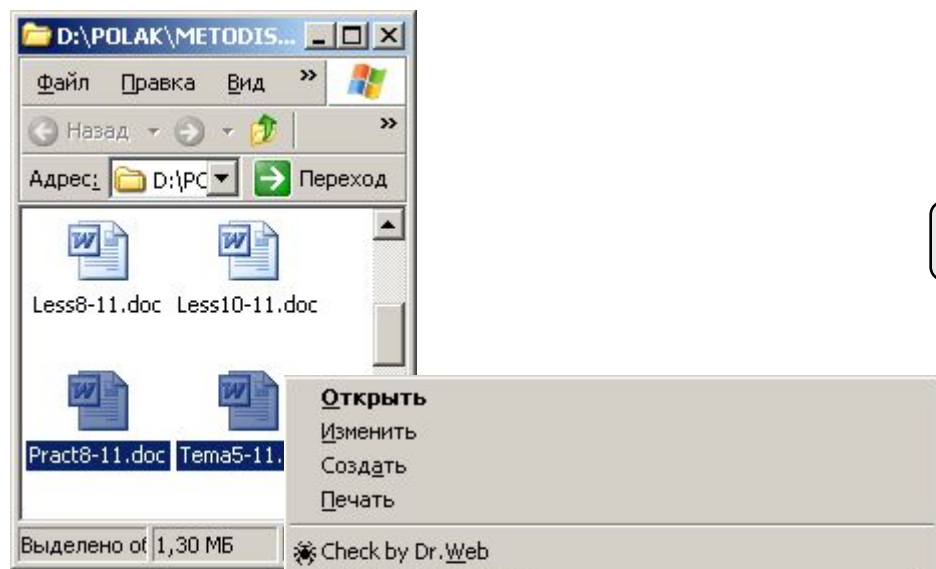 D:\POLAK\METODIS...
Файл Правка Вид »
Назад »
Адрес: D:\PC Переход
Less8-11.doc Less10-11.doc
Pract8-11.doc Tema5-11.
Открыть
Изменить
Создать
Печать
Выделено об 1,30 МБ
Check by Dr.Web